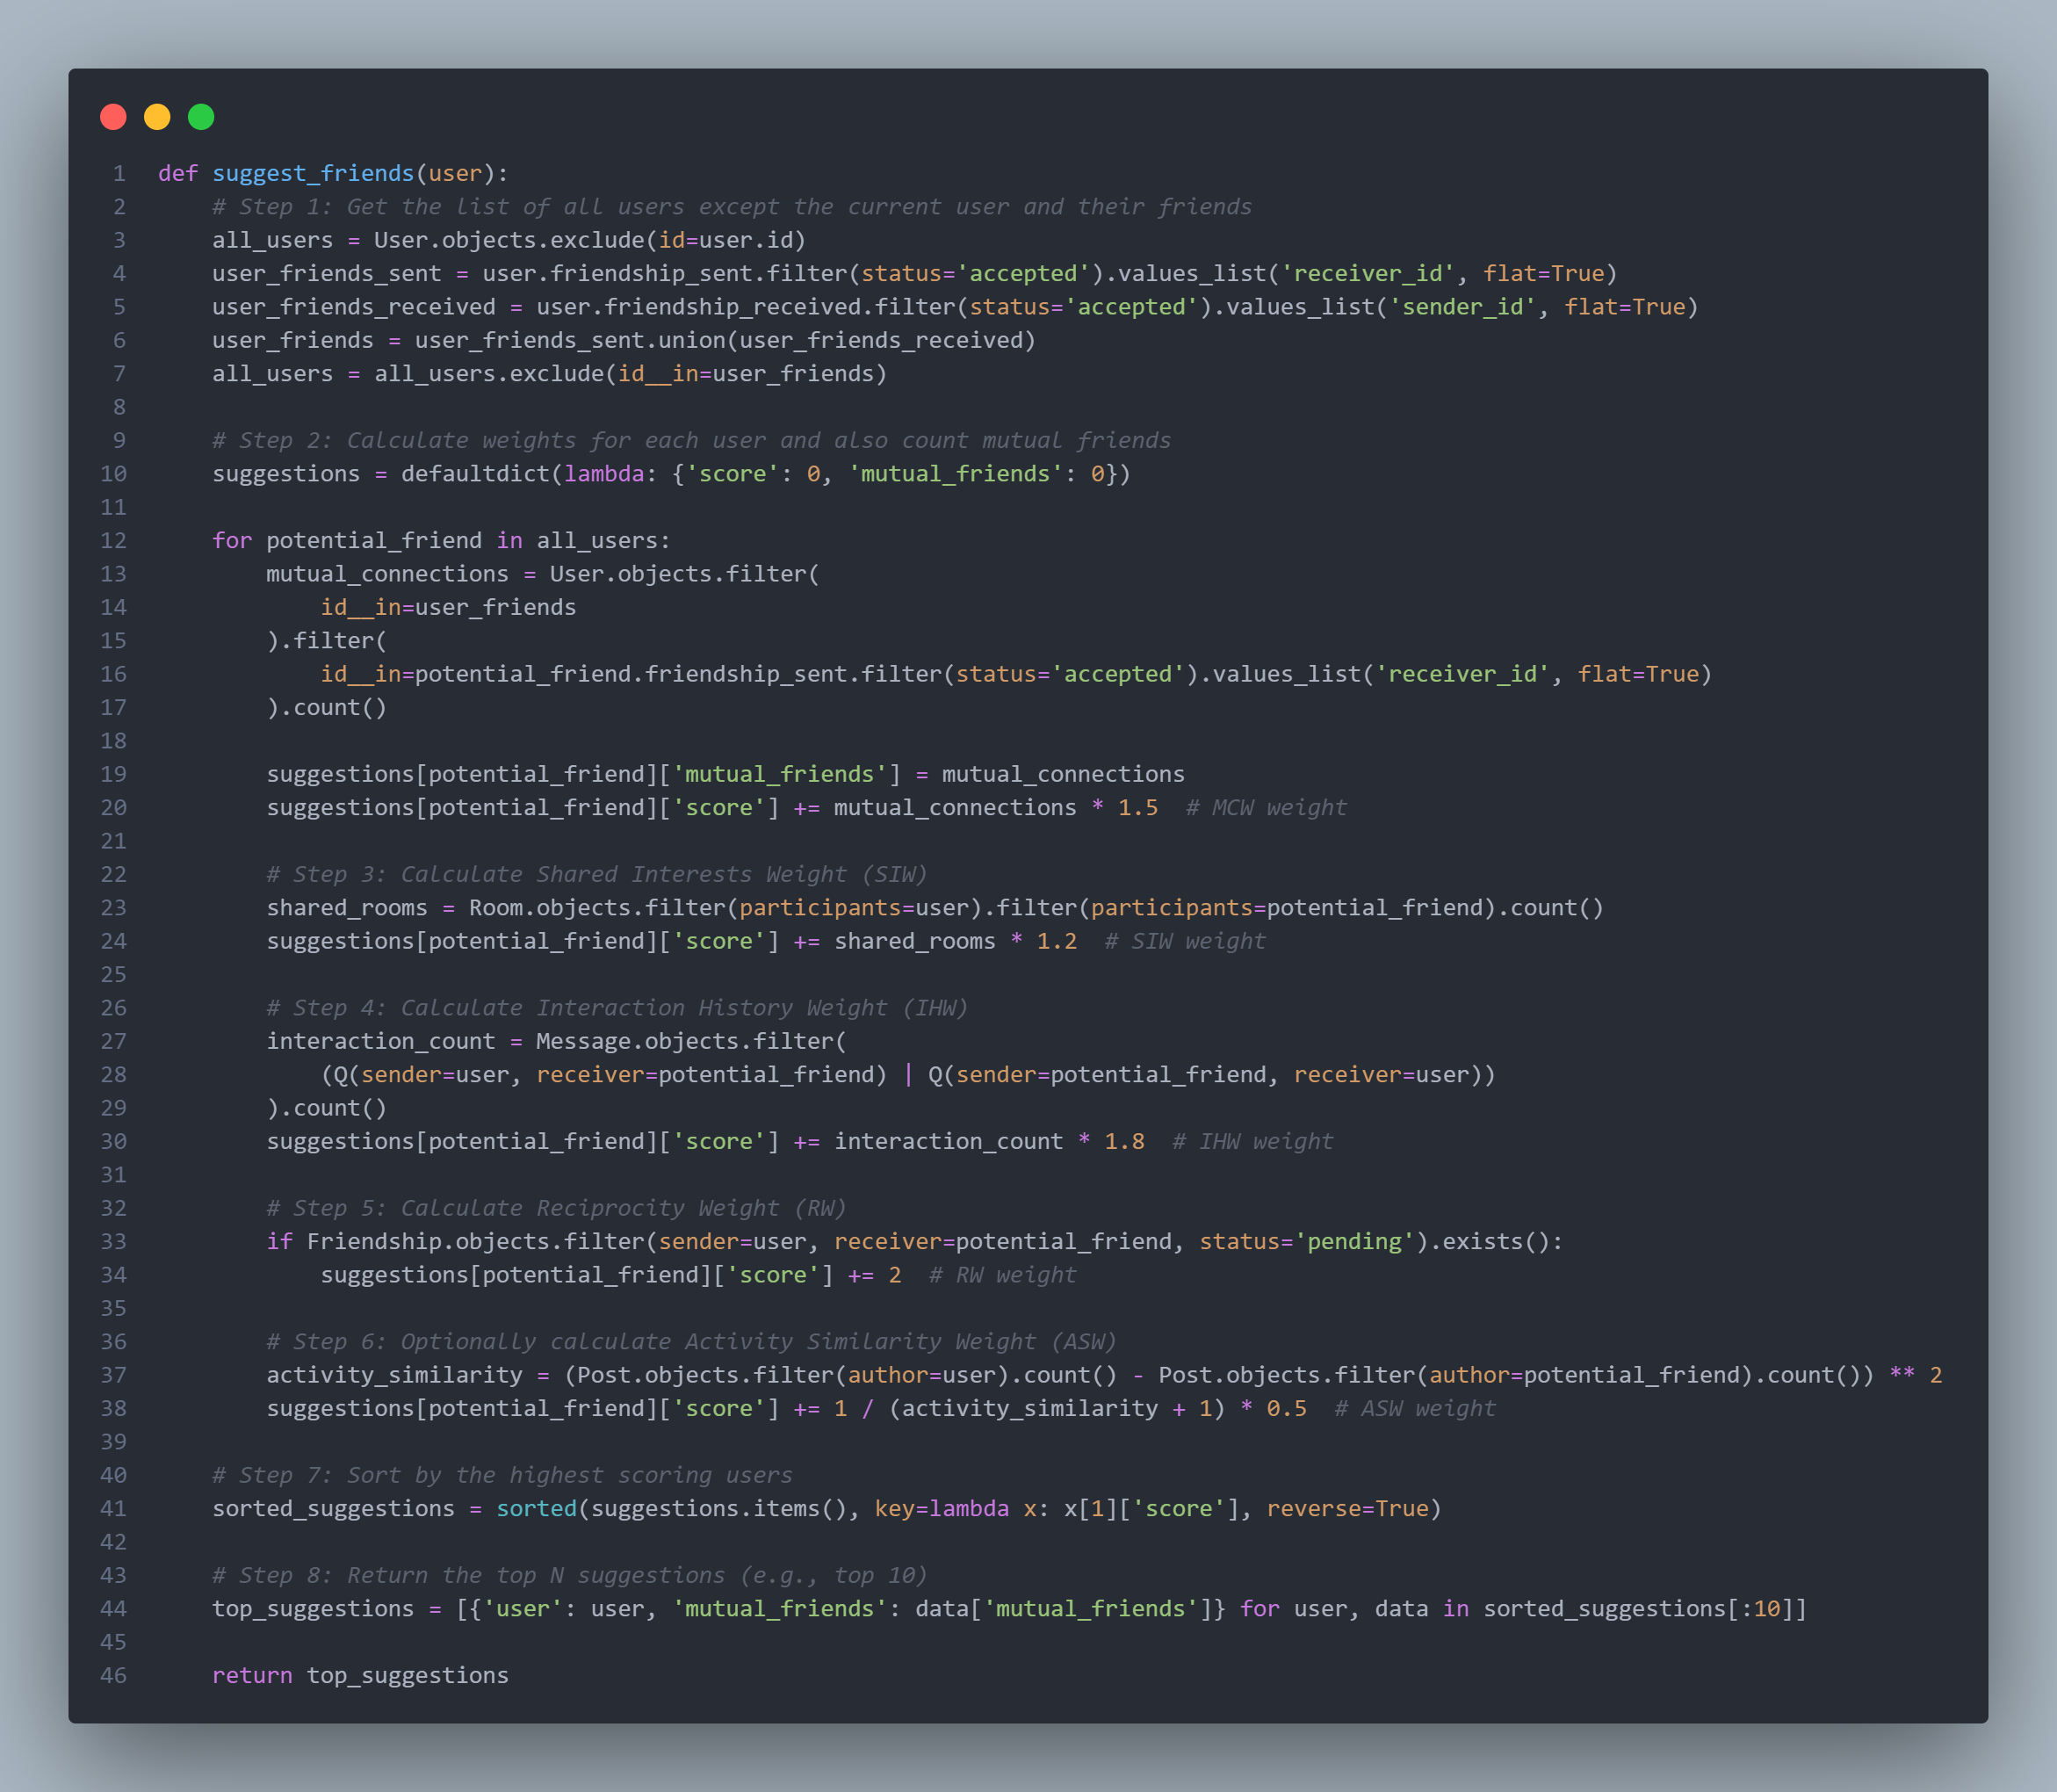 1 def suggest_friends(user):
2 # Step 1: Get the list of all users except the current user and their friends
3 all_users = User.objects.exclude(id=user.id)
4 user_friends_sent = user.friendship_sent.filter(status='accepted').values_list('receiver_id', flat=True)
5 user_friends_received = user.friendship_received.filter(status='accepted').values_list('sender_id', flat=True)
6 user_friends = user_friends_sent.union(user_friends_received)
7 all_users = all_users.exclude(id__in=user_friends)
8
9 # Step 2: Calculate weights for each user and also count mutual friends
10 suggestions = defaultdict(lambda: {'score': 0, 'mutual_friends': 0})
11
12 for potential_friend in all_users:
13 mutual_connections = User.objects.filter(
14 id__in=user_friends
15 ).filter(
16 id__in=potential_friend.friendship_sent.filter(status='accepted').values_list('receiver_id', flat=True)
17 ).count()
18
19 suggestions[potential_friend]['mutual_friends'] = mutual_connections
20 suggestions[potential_friend]['score'] += mutual_connections * 1.5  # MCW weight
21
22 # Step 3: Calculate Shared Interests Weight (SIW)
23 shared_rooms = Room.objects.filter(participants=user).filter(participants=potential_friend).count()
24 suggestions[potential_friend]['score'] += shared_rooms * 1.2  # SIW weight
25
26 # Step 4: Calculate Interaction History Weight (IHW)
27 interaction_count = Message.objects.filter(
28 (Q(sender=user, receiver=potential_friend) | Q(sender=potential_friend, receiver=user))
29 ).count()
30 suggestions[potential_friend]['score'] += interaction_count * 1.8  # IHW weight
31
32 # Step 5: Calculate Reciprocity Weight (RW)
33 if Friendship.objects.filter(sender=user, receiver=potential_friend, status='pending').exists():
34 suggestions[potential_friend]['score'] += 2  # RW weight
35
36 # Step 6: Optionally calculate Activity Similarity Weight (ASW)
37 activity_similarity = (Post.objects.filter(author=user).count() - Post.objects.filter(author=potential_friend).count()) ** 2
38 suggestions[potential_friend]['score'] += 1 / (activity_similarity + 1) * 0.5  # ASW weight
39
40 # Step 7: Sort by the highest scoring users
41 sorted_suggestions = sorted(suggestions.items(), key=lambda x: x[1]['score'], reverse=True)
42
43 # Step 8: Return the top N suggestions (e.g., top 10)
44 top_suggestions = [{'user': user, 'mutual_friends': data['mutual_friends']} for user, data in sorted_suggestions[:10]]
45
46 return top_suggestions